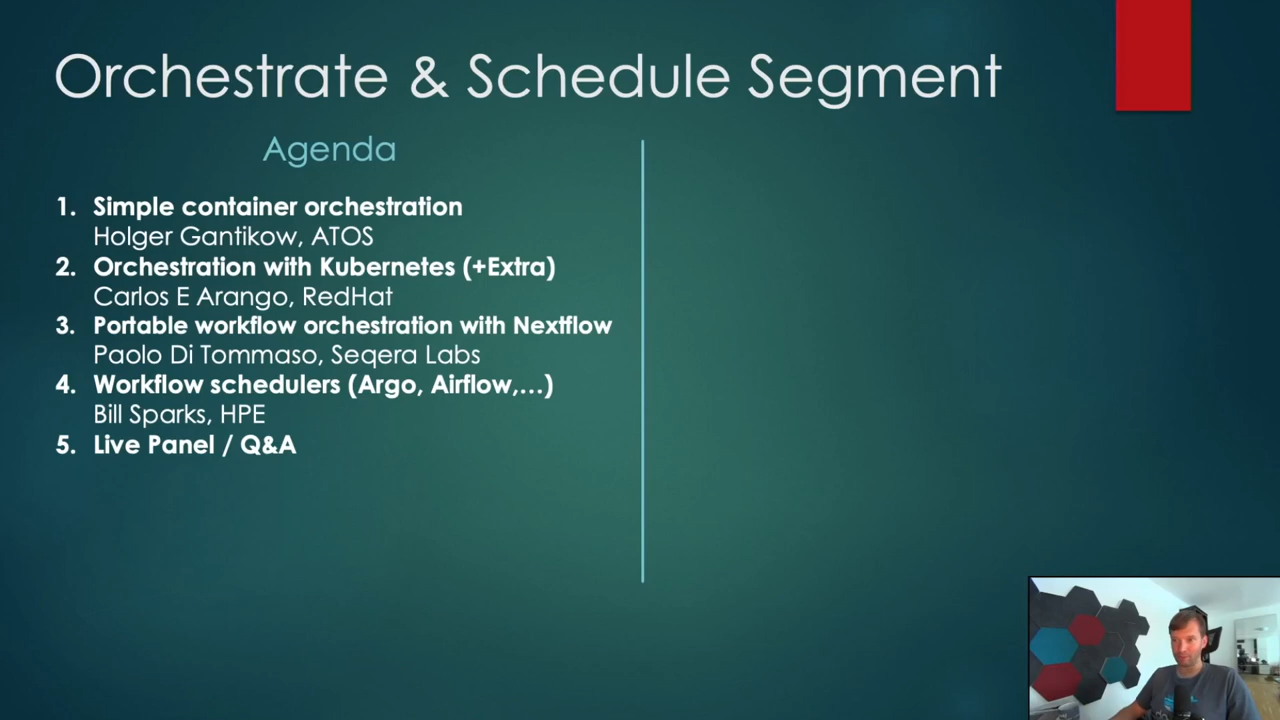 Orchestrate & Schedule Segment
Agenda
1. Simple container orchestration
Holger Gantikow, ATOS
2. Orchestration with Kubernetes (+Extra)
Carlos E Arango, RedHat
3. Portable workflow orchestration with Nextflow
Paolo Di Tommaso, Seqera Labs
4. Workflow schedulers (Argo, Airflow,...)
Bill Sparks, HPE
5. Live Panel / Q&A